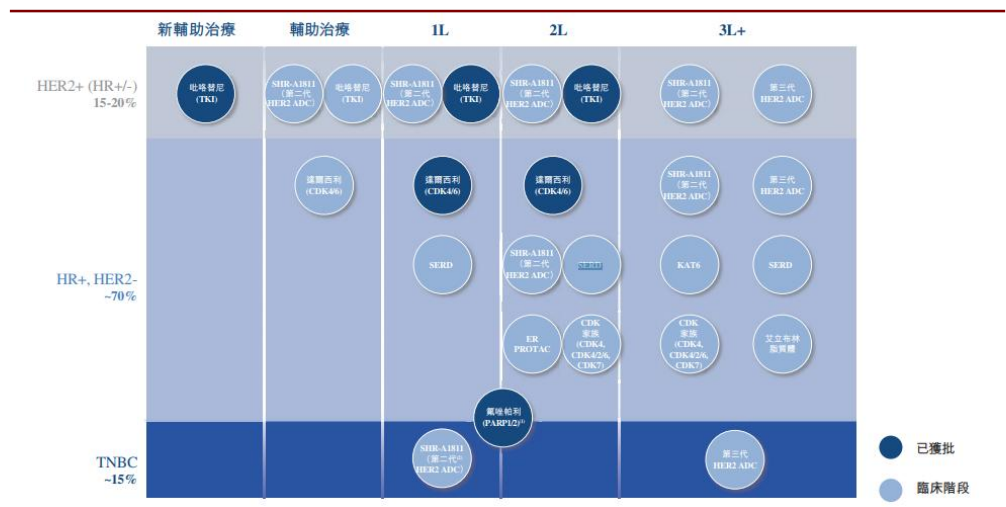 新輔助治療
輔助治療
1L
2L
3L+
HER2+ (HR+/-)
15-20%
吡咯替尼
(TKI)
SHR-A1811
（第二代
HER2 ADC）
吡咯替尼
(TKI)
SHR-A1811
（第二代
HER2 ADC）
吡咯替尼
(TKI)
SHR-A1811
（第二代
HER2 ADC）
吡咯替尼
(TKI)
SHR-A1811
（第二代
HER2 ADC）
第三代
HER2 ADC
HR+, HER2-
~70%
達爾西利
(CDK4/6)
達爾西利
(CDK4/6)
達爾西利
(CDK4/6)
SHR-A1811
（第二代
HER2 ADC）
第三代
HER2 ADC
SERD
SHR-A1811
（第二代
HER2 ADC）
SERD
KAT6
SERD
ER
PROTAC
CDK
家族
(CDK4,
CDK4/2/6,
CDK7)
CDK
家族
(CDK4,
CDK4/2/6,
CDK7)
艾立布林
脂質體
氟唑帕利
(PARP1/2)⁽¹⁾
TNBC
~15%
SHR-A1811
（第二代⁽²⁾
HER2 ADC）
第三代
HER2 ADC
已獲批
臨床階段